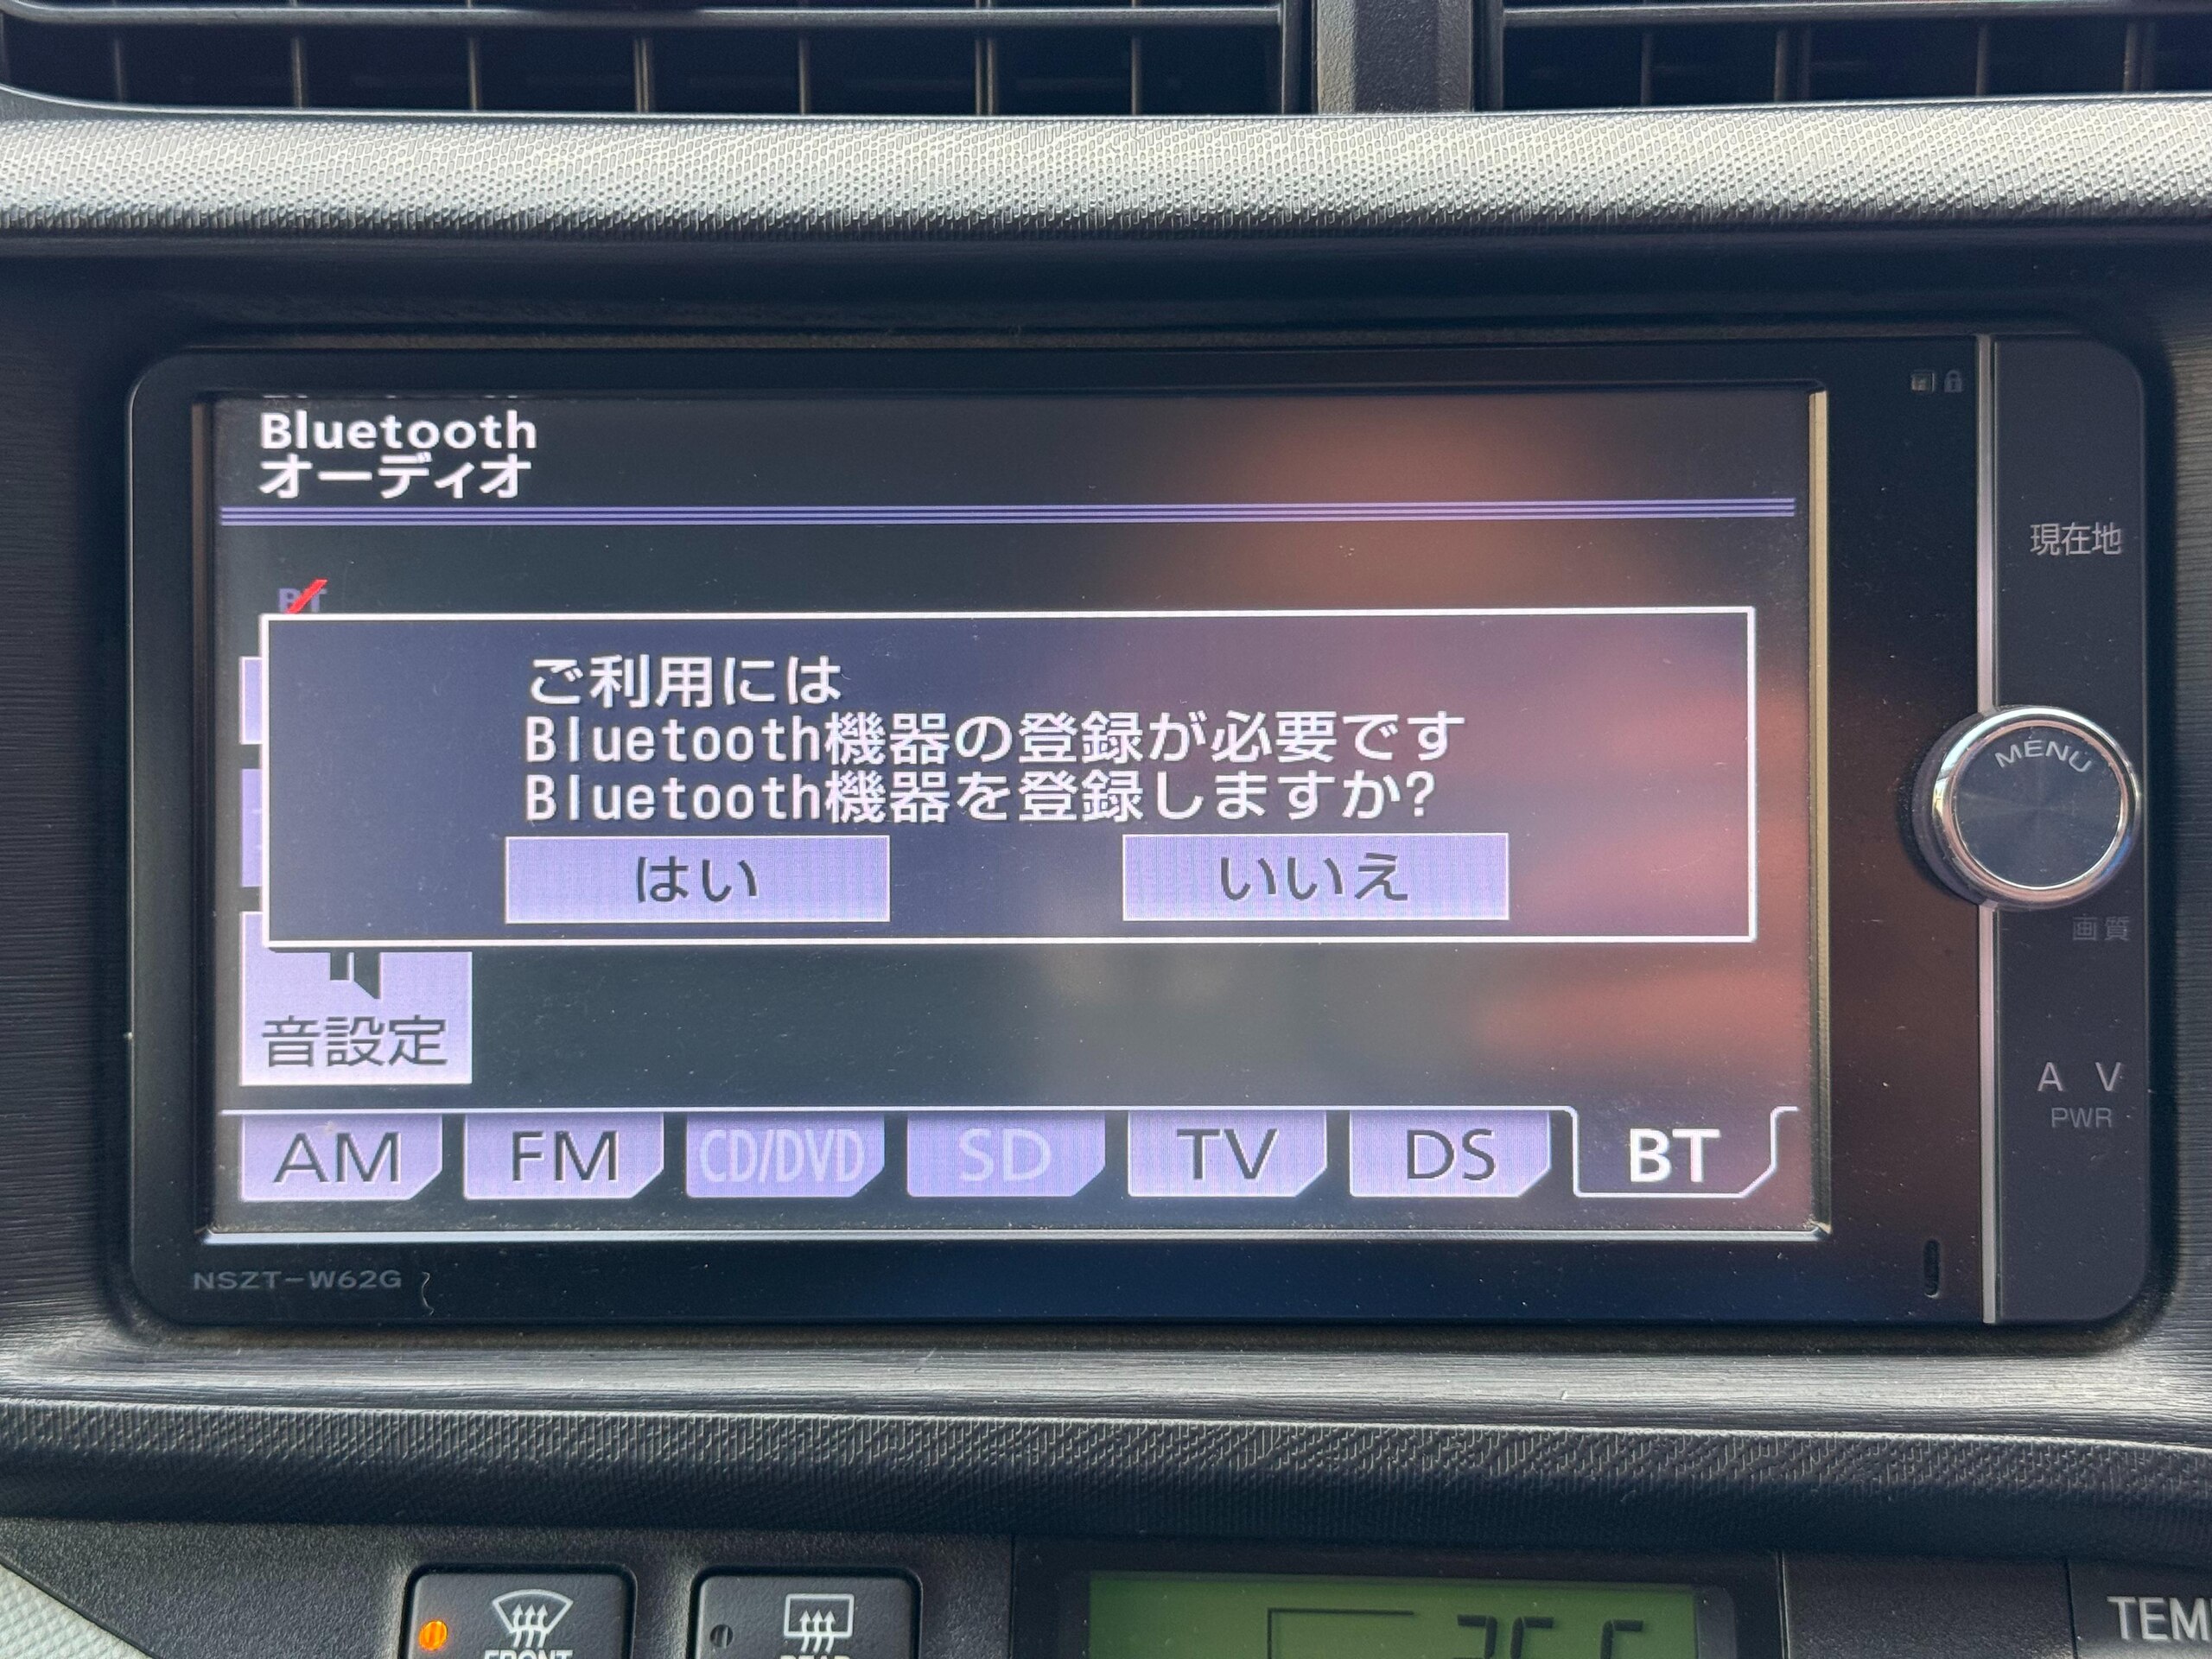 Bluetooth
オーディオ
現在地
BT
ご利用には
Bluetooth機器の登録が必要です
Bluetooth機器を登録しますか?
MENU
はい
いいえ
画質
音設定
A V
PWR
AM
FM
CD/DVD
SD
TV
DS
BT
NSZT-W62G
FRONT
REAR